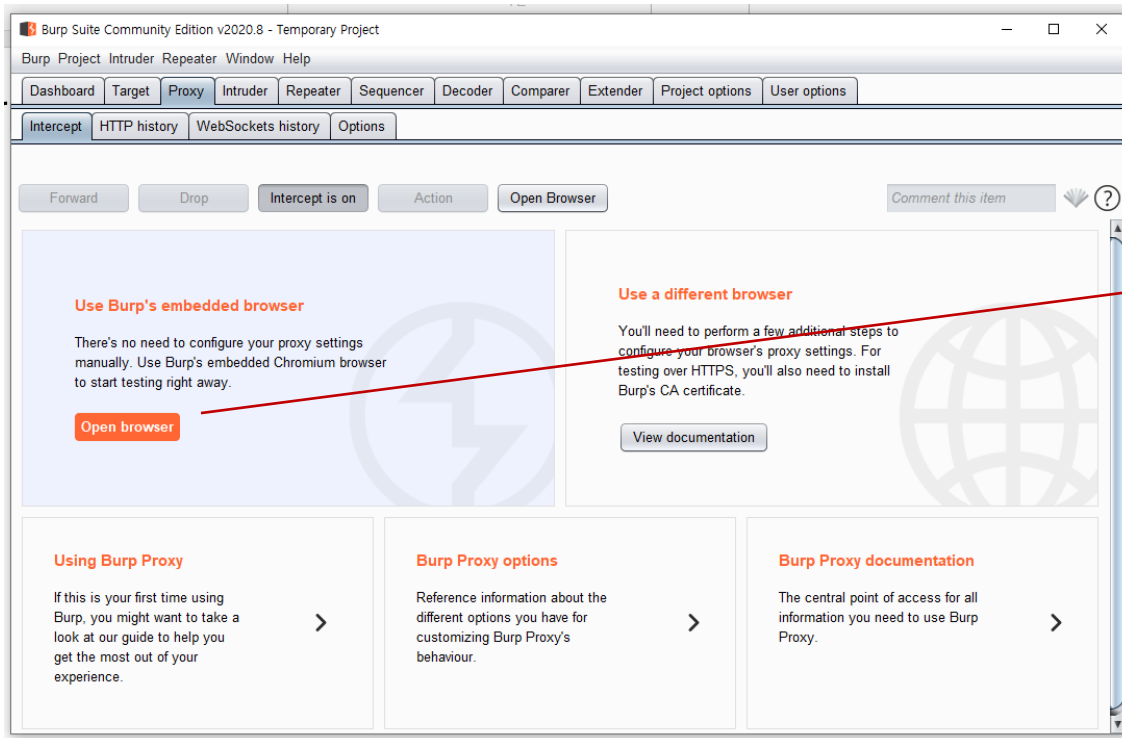 Burp Suite Community Edition v2020.8 - Temporary Project
Burp Project Intruder Repeater Window Help
Dashboard Target Proxy Intruder Repeater Sequencer Decoder Comparer Extender Project options User options
Intercept HTTP history WebSockets history Options
Forward Drop Intercept is on Action Open Browser Comment this item ?
Use Burp's embedded browser
There's no need to configure your proxy settings
manually. Use Burp's embedded Chromium browser
to start testing right away.
Open browser
Use a different browser
You'll need to perform a few additional steps to
configure your browser's proxy settings. For
testing over HTTPS, you'll also need to install
Burp's CA certificate.
View documentation
Using Burp Proxy
If this is your first time using
Burp, you might want to take a
look at our guide to help you
get the most out of your
experience.
Burp Proxy options
Reference information about the
different options you have for
customizing Burp Proxy's
behaviour.
Burp Proxy documentation
The central point of access for all
information you need to use Burp
Proxy.